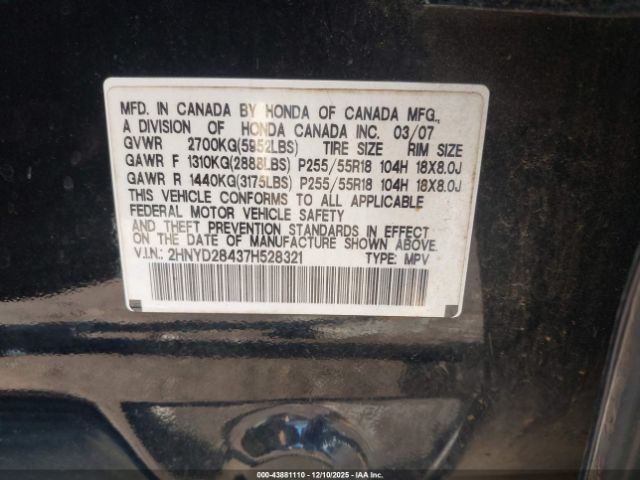 MFD. IN CANADA BY HONDA OF CANADA MFG.,
A DIVISION OF HONDA CANADA INC. 03/07
GVWR 2700KG(5952LBS) TIRE SIZE RIM SIZE
GAWR F 1310KG(2888LBS) P255/55R18 104H 18X8.0J
GAWR R 1440KG(3175LBS) P255/55R18 104H 18X8.0J
THIS VEHICLE CONFORMS TO ALL APPLICABLE
FEDERAL MOTOR VEHICLE SAFETY
AND THEFT PREVENTION STANDARDS IN EFFECT
ON THE DATE OF MANUFACTURE SHOWN ABOVE.
V.I.N.: 2HNYD28437H528321 TYPE: MPV
000-43881110 - 12/10/2025 - COPYRIGHT IAA, LLC